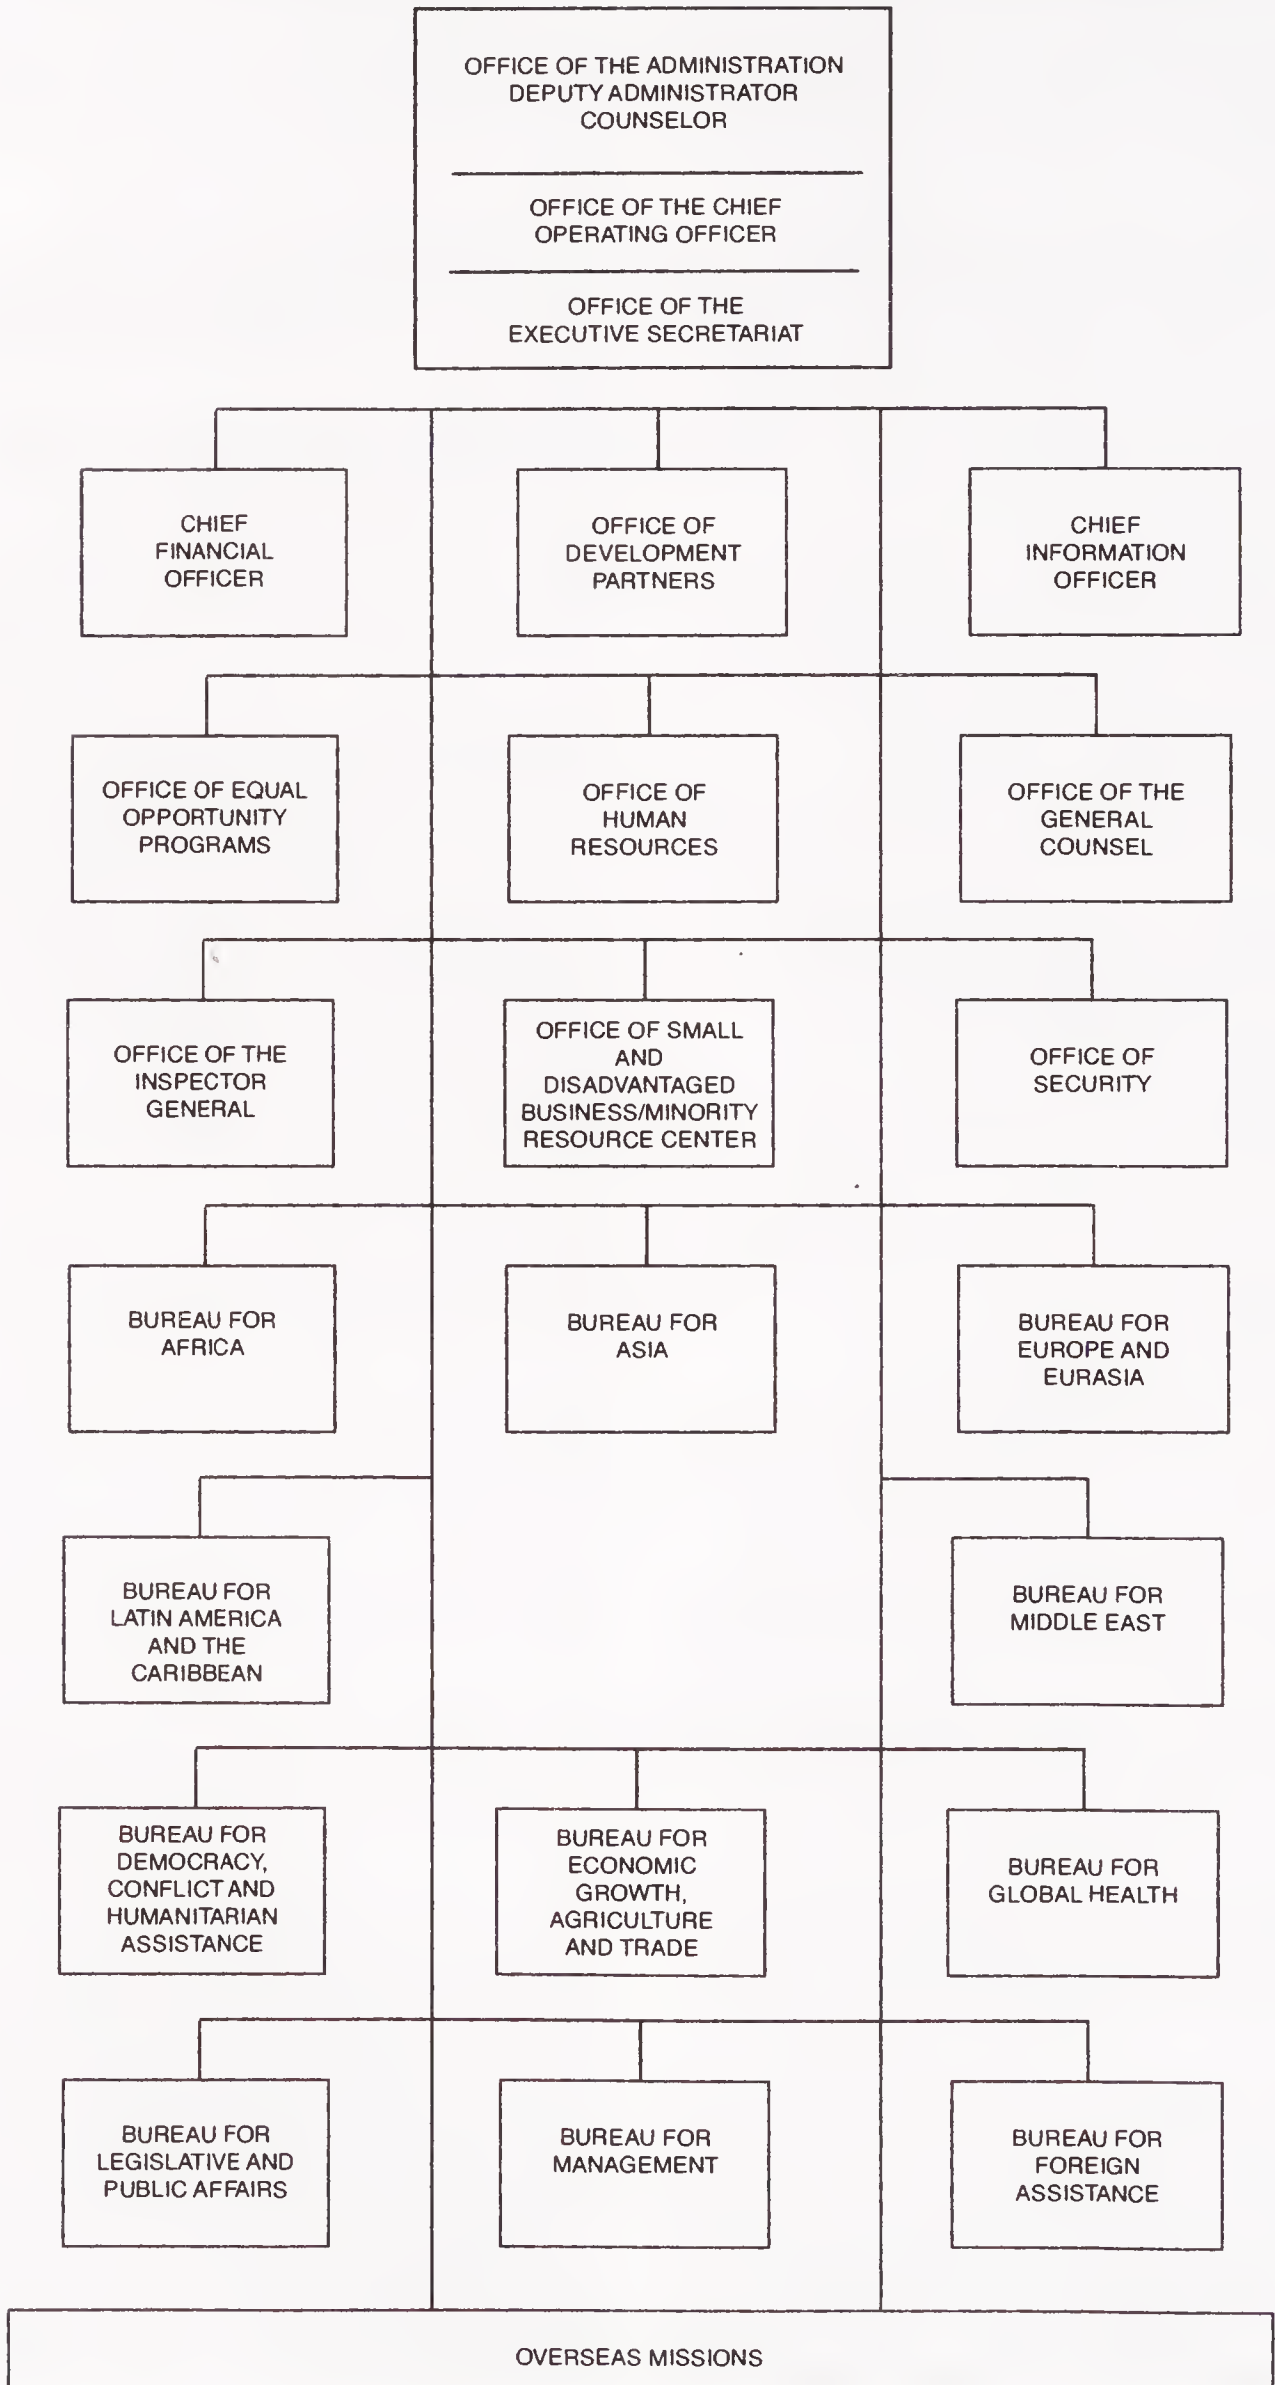 OFFICE OF THE ADMINISTRATION
DEPUTY ADMINISTRATOR
COUNSELOR
OFFICE OF THE CHIEF
OPERATING OFFICER
OFFICE OF THE
EXECUTIVE SECRETARIAT
CHIEF
FINANCIAL
OFFICER
OFFICE OF
DEVELOPMENT
PARTNERS
CHIEF
INFORMATION
OFFICER
OFFICE OF EQUAL
OPPORTUNITY
PROGRAMS
OFFICE OF
HUMAN
RESOURCES
OFFICE OF THE
GENERAL
COUNSEL
OFFICE OF THE
INSPECTOR
GENERAL
OFFICE OF SMALL
AND
DISADVANTAGED
BUSINESS/MINORITY
RESOURCE CENTER
OFFICE OF
SECURITY
BUREAU FOR
AFRICA
BUREAU FOR
ASIA
BUREAU FOR
EUROPE AND
EURASIA
BUREAU FOR
LATIN AMERICA
AND THE
CARIBBEAN
BUREAU FOR
MIDDLE EAST
BUREAU FOR
DEMOCRACY,
CONFLICT AND
HUMANITARIAN
ASSISTANCE
BUREAU FOR
ECONOMIC
GROWTH,
AGRICULTURE
AND TRADE
BUREAU FOR
GLOBAL HEALTH
BUREAU FOR
LEGISLATIVE AND
PUBLIC AFFAIRS
BUREAU FOR
MANAGEMENT
BUREAU FOR
FOREIGN
ASSISTANCE
OVERSEAS MISSIONS